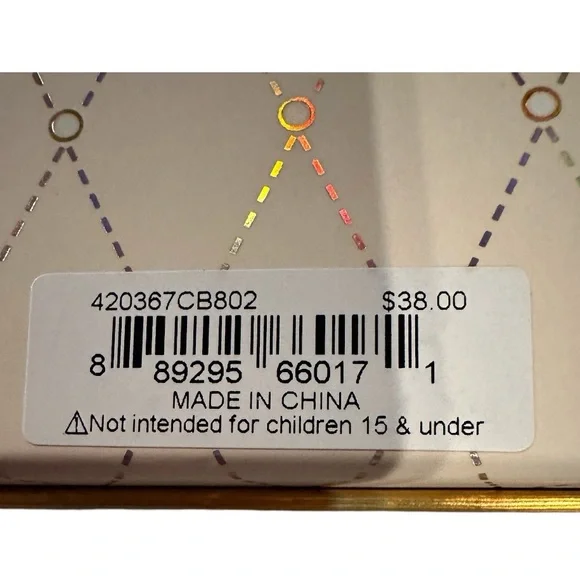 420367CB802 $38.00
8 89295 66017 1
MADE IN CHINA
⚠Not intended for children 15 & under